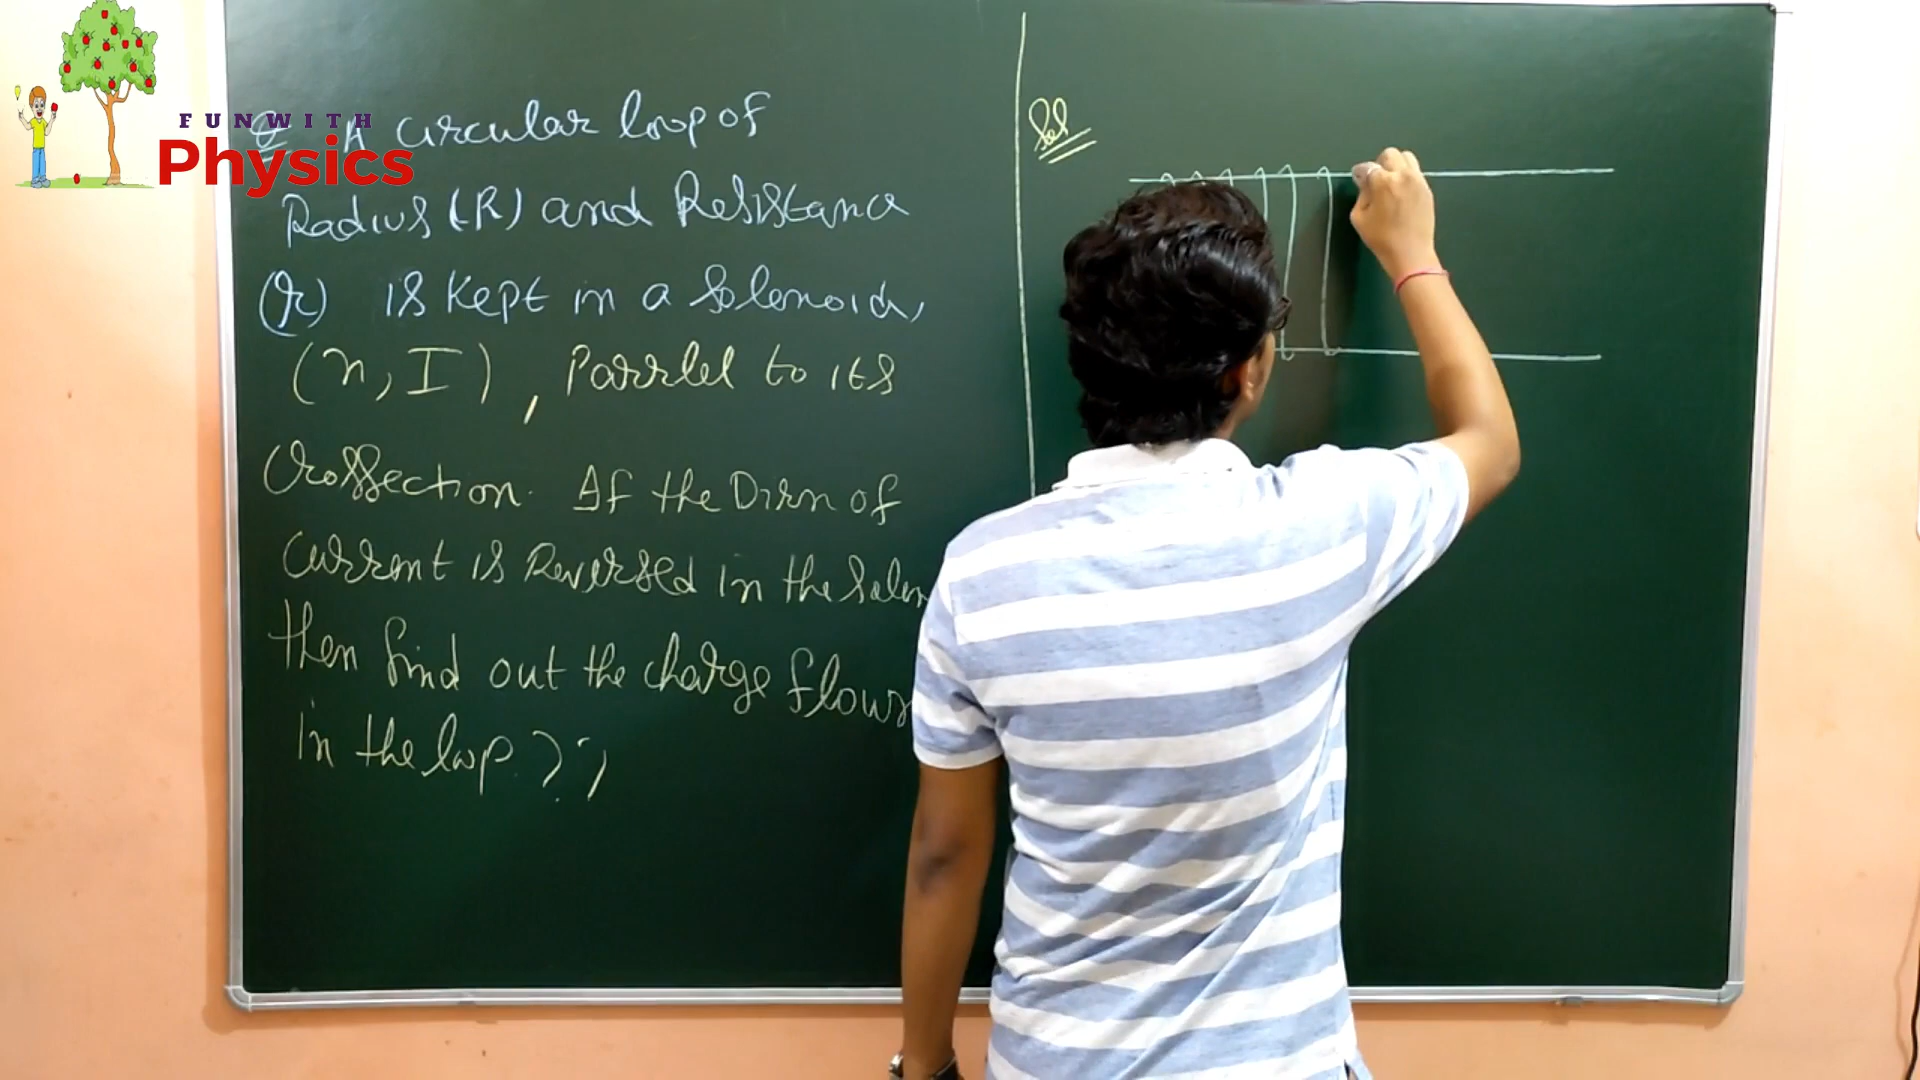 FUN WITH
Physics
Q A circular loop of
Radius (R) and Resistance
(r) is kept in a Solenoid,
(n, I), Parrlel to its
Crossection. If the Dirn of
current is Reversed in the Solen
then find out the charge flows
in the loop ??
Sol